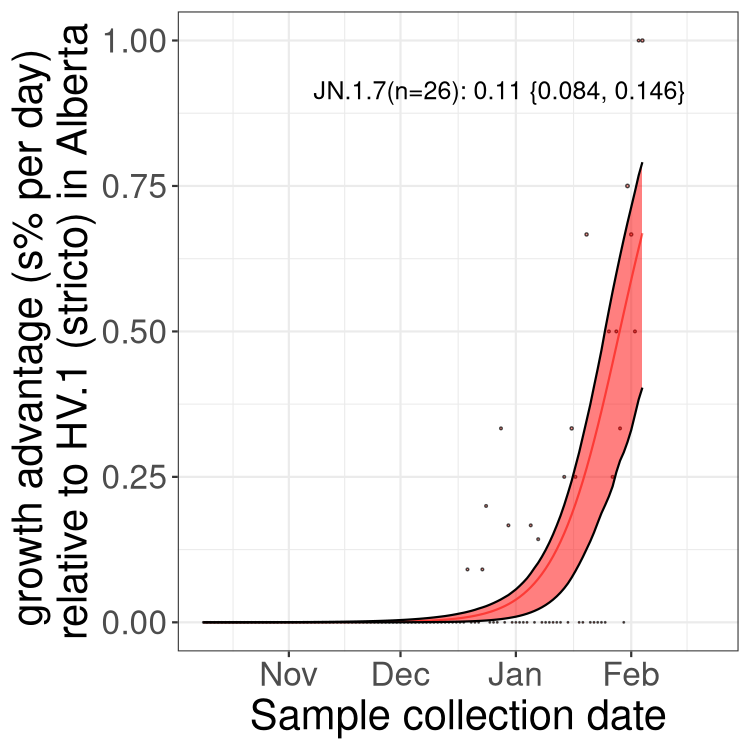 growth advantage (s% per day)
relative to HV.1 (stricto) in Alberta
1.00
0.75
0.50
0.25
0.00
JN.1.7(n=26): 0.11 {0.084, 0.146}
Nov Dec Jan Feb
Sample collection date